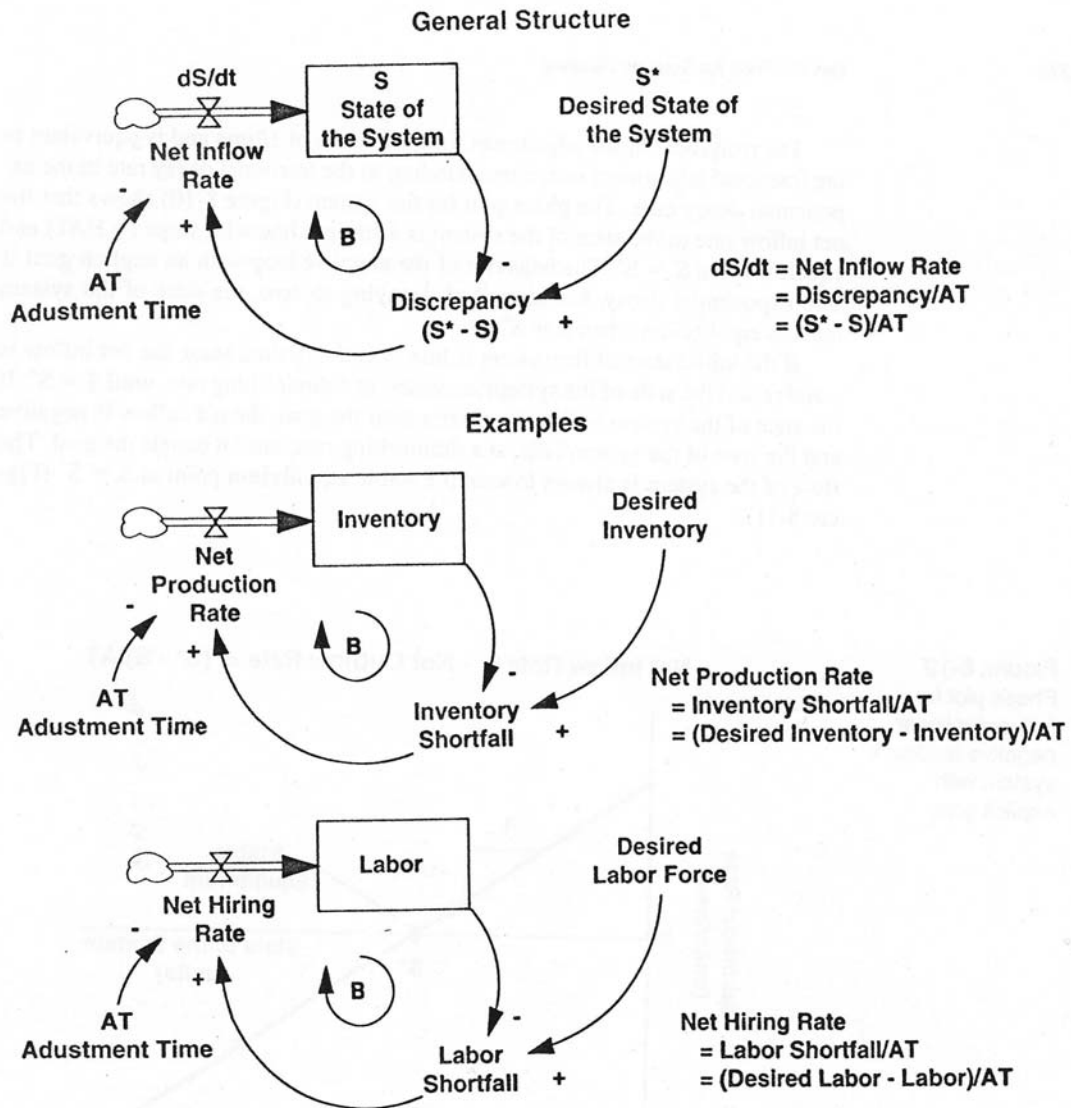 General Structure
dS/dt
S
State of
the System
S*
Desired State of
the System
Net Inflow
Rate
-
+
B
-
AT
Adustment Time
Discrepancy
(S* - S)
+
dS/dt = Net Inflow Rate
= Discrepancy/AT
= (S* - S)/AT
Examples
Inventory
Desired
Inventory
Net
Production
Rate
-
+
B
-
AT
Adustment Time
Inventory
Shortfall
+
Net Production Rate
= Inventory Shortfall/AT
= (Desired Inventory - Inventory)/AT
Labor
Desired
Labor Force
Net Hiring
Rate
-
+
B
-
AT
Adustment Time
Labor
Shortfall
+
Net Hiring Rate
= Labor Shortfall/AT
= (Desired Labor - Labor)/AT